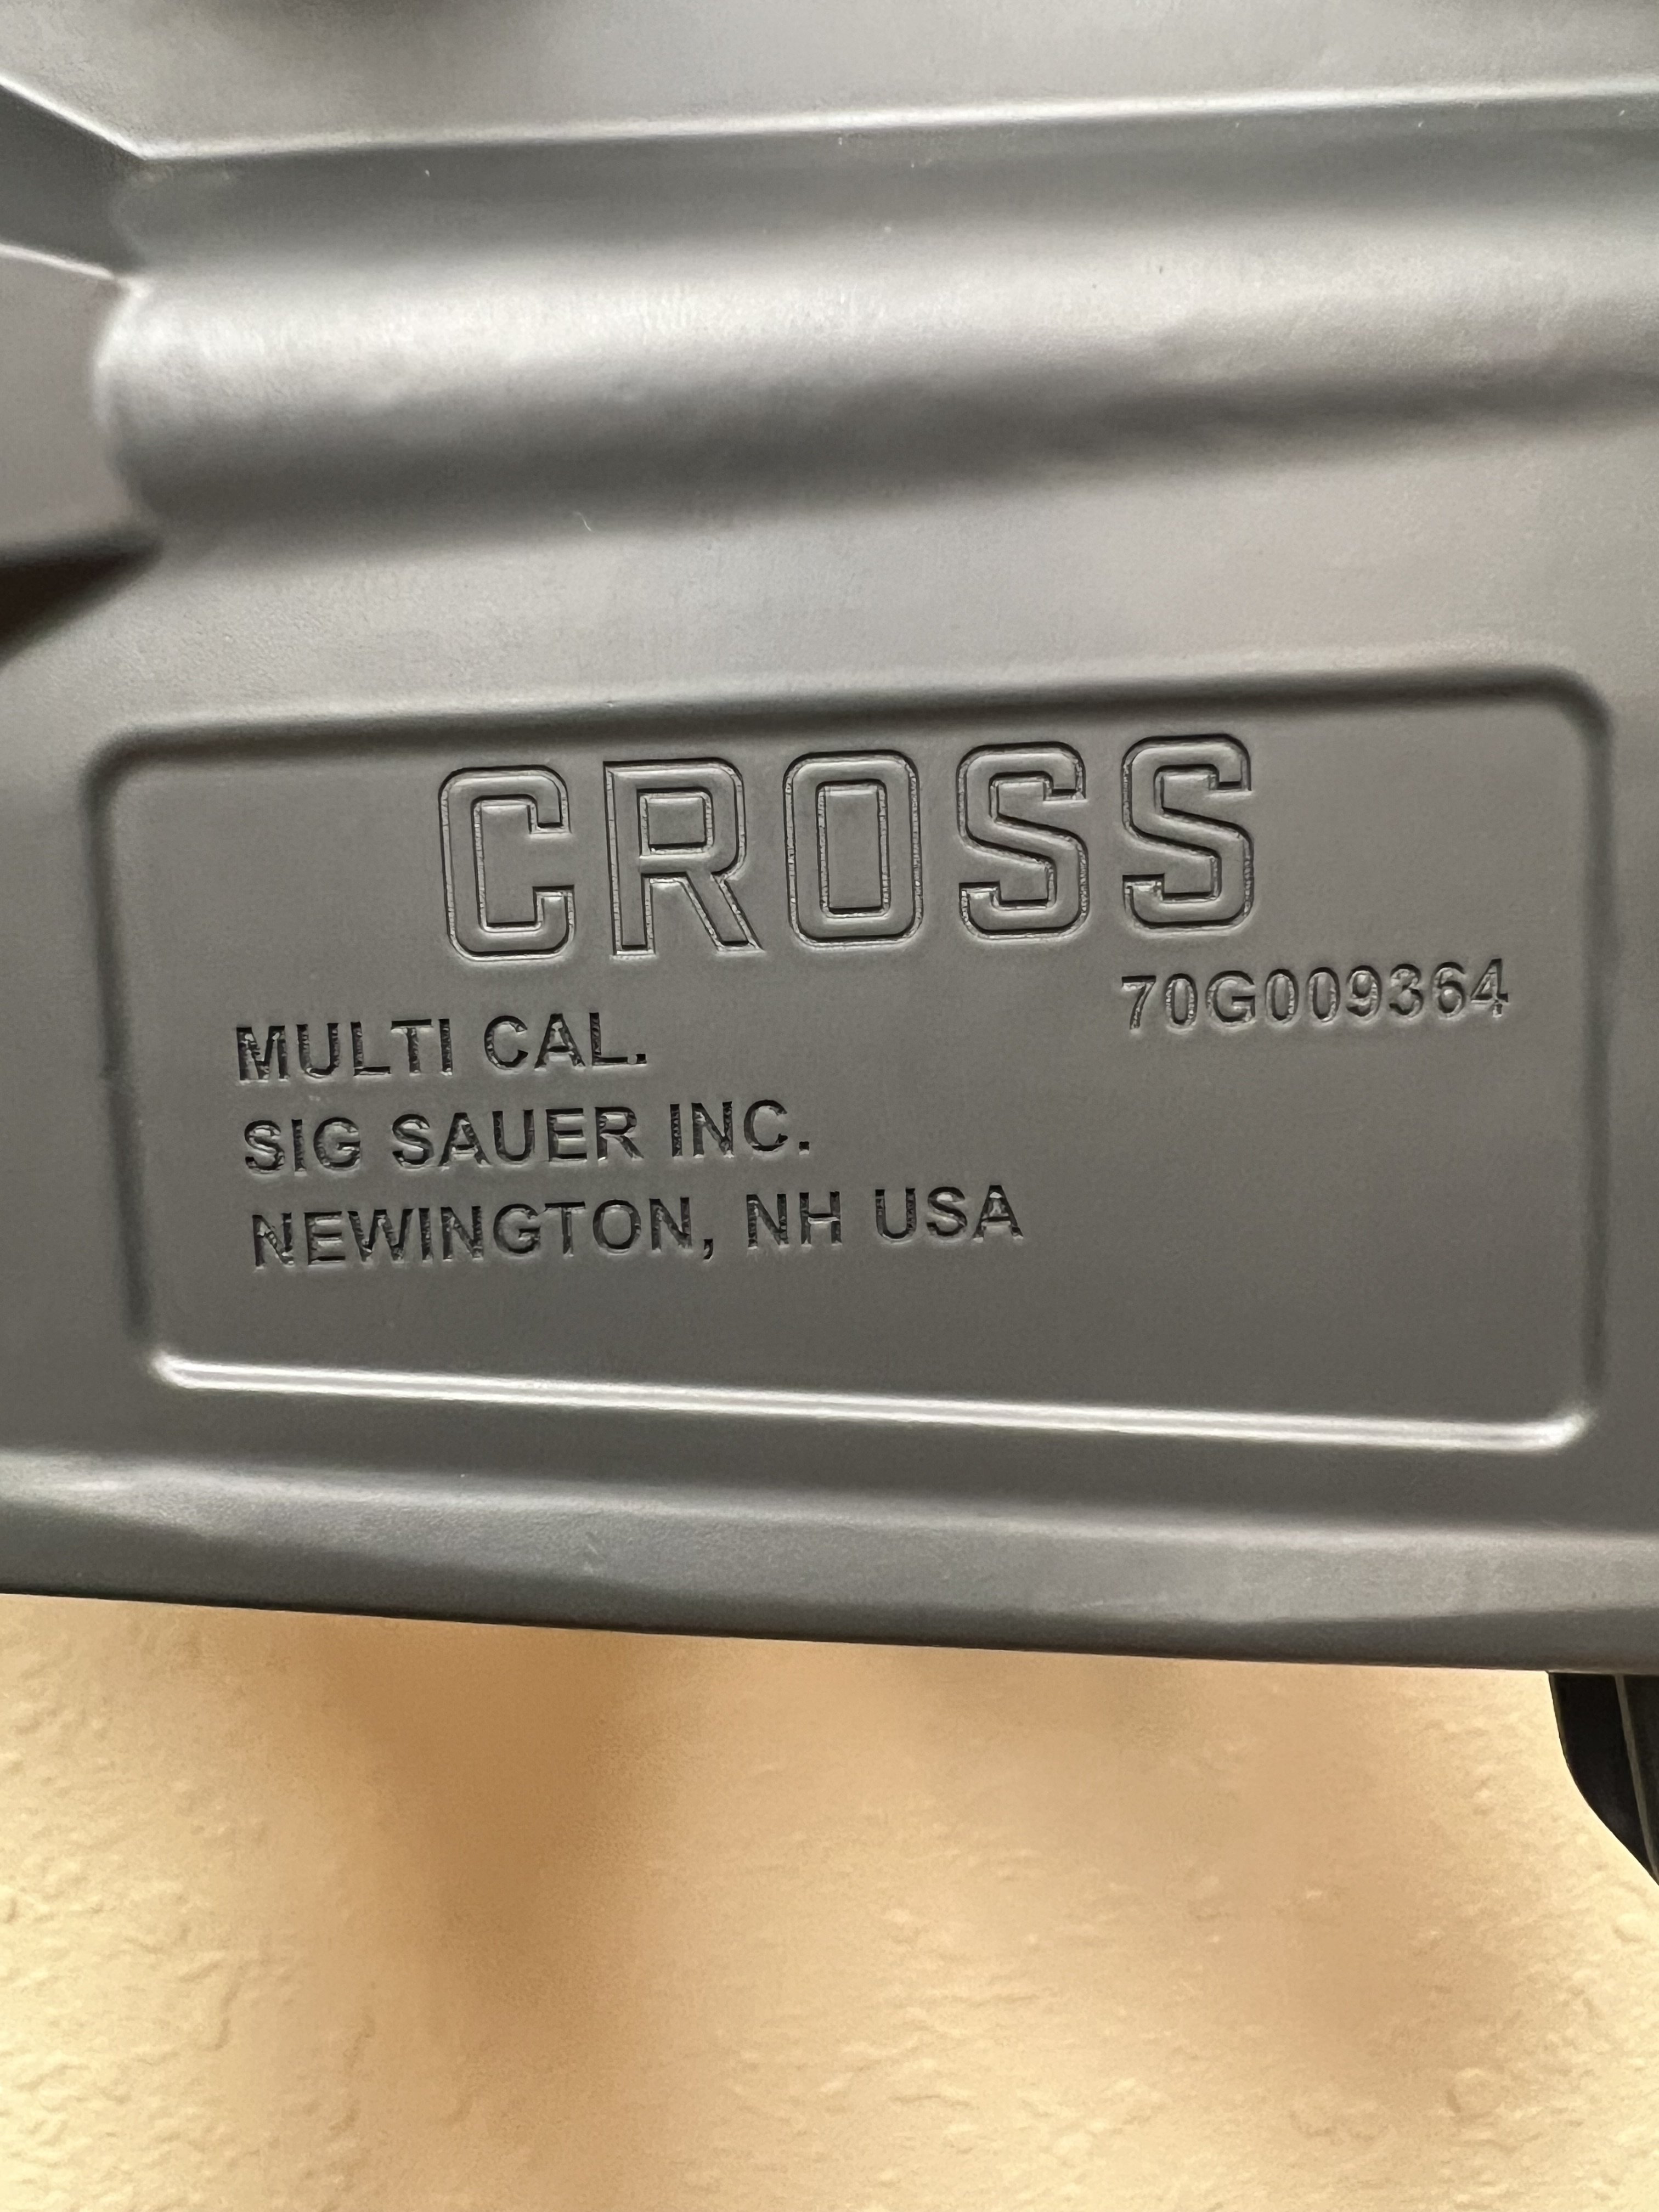 CROSS
70G009364
MULTI CAL.
SIG SAUER INC.
NEWINGTON, NH USA